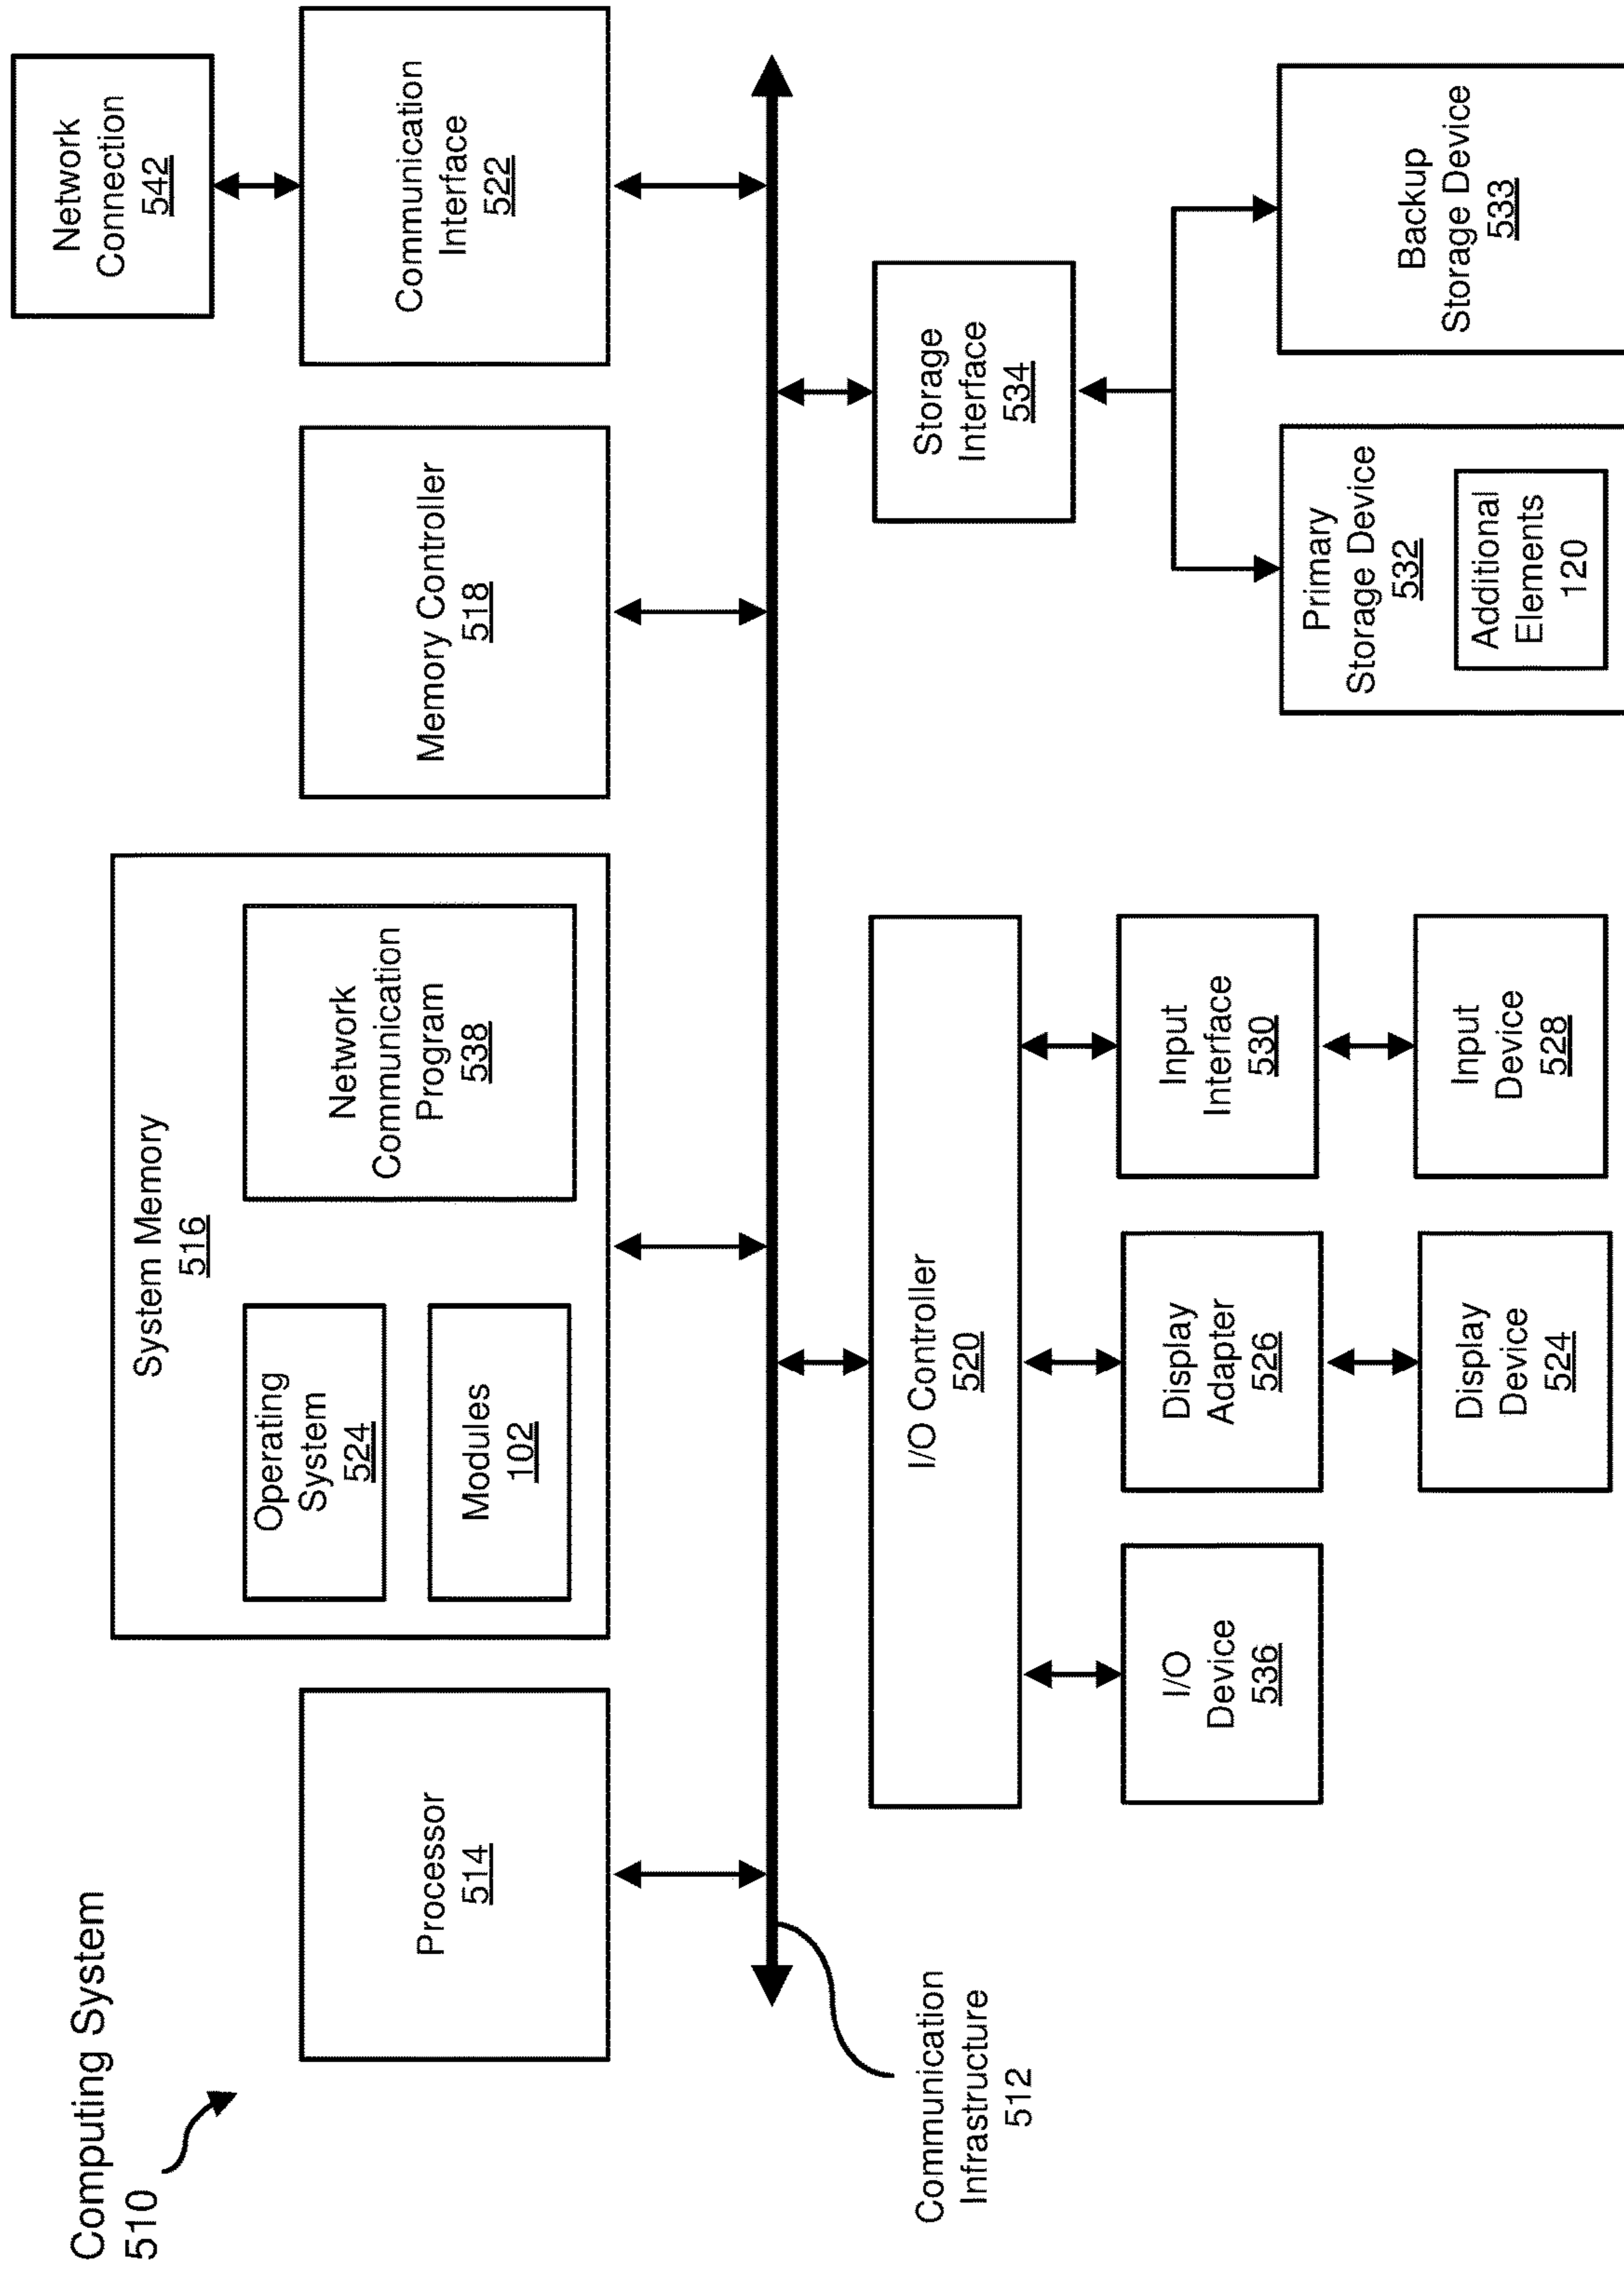 Computing System
510
Processor
514
System Memory
516
Operating
System
524
Modules
102
Network
Communication
Program
538
Memory Controller
518
Communication
Interface
522
Network
Connection
542
Communication
Infrastructure
512
I/O Controller
520
I/O
Device
536
Display
Adapter
526
Display
Device
524
Input
Interface
530
Input
Device
528
Storage
Interface
534
Primary
Storage Device
532
Additional
Elements
120
Backup
Storage Device
533